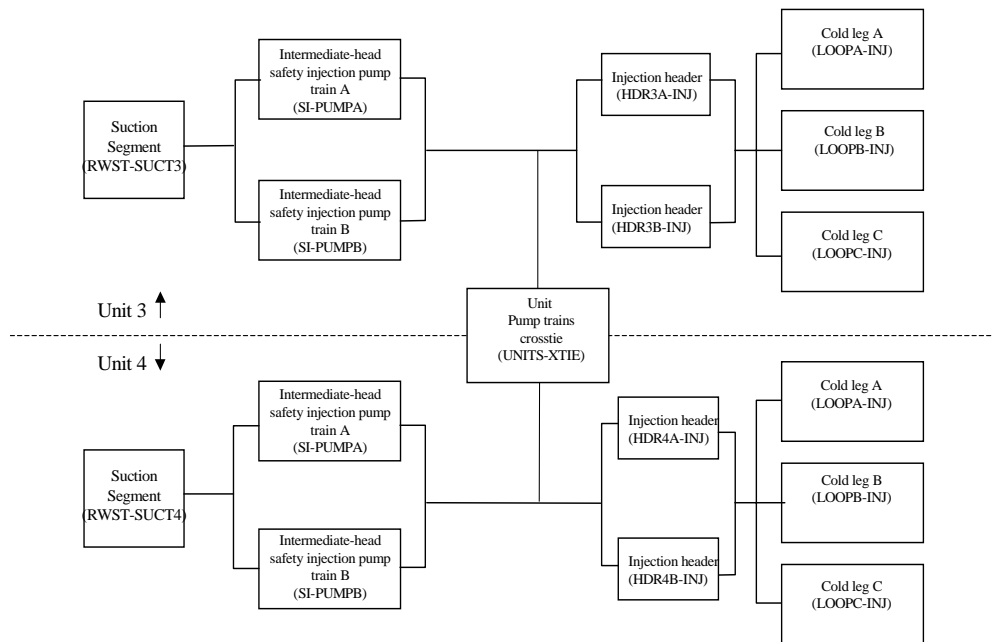 Suction
Segment
(RWST-SUCT3)
Intermediate-head
safety injection pump
train A
(SI-PUMPA)
Intermediate-head
safety injection pump
train B
(SI-PUMPB)
Injection header
(HDR3A-INJ)
Injection header
(HDR3B-INJ)
Cold leg A
(LOOPA-INJ)
Cold leg B
(LOOPB-INJ)
Cold leg C
(LOOPC-INJ)
Unit 3
Unit
Pump trains
crosstie
(UNITS-XTIE)
Unit 4
Suction
Segment
(RWST-SUCT4)
Intermediate-head
safety injection pump
train A
(SI-PUMPA)
Intermediate-head
safety injection pump
train B
(SI-PUMPB)
Injection header
(HDR4A-INJ)
Injection header
(HDR4B-INJ)
Cold leg A
(LOOPA-INJ)
Cold leg B
(LOOPB-INJ)
Cold leg C
(LOOPC-INJ)